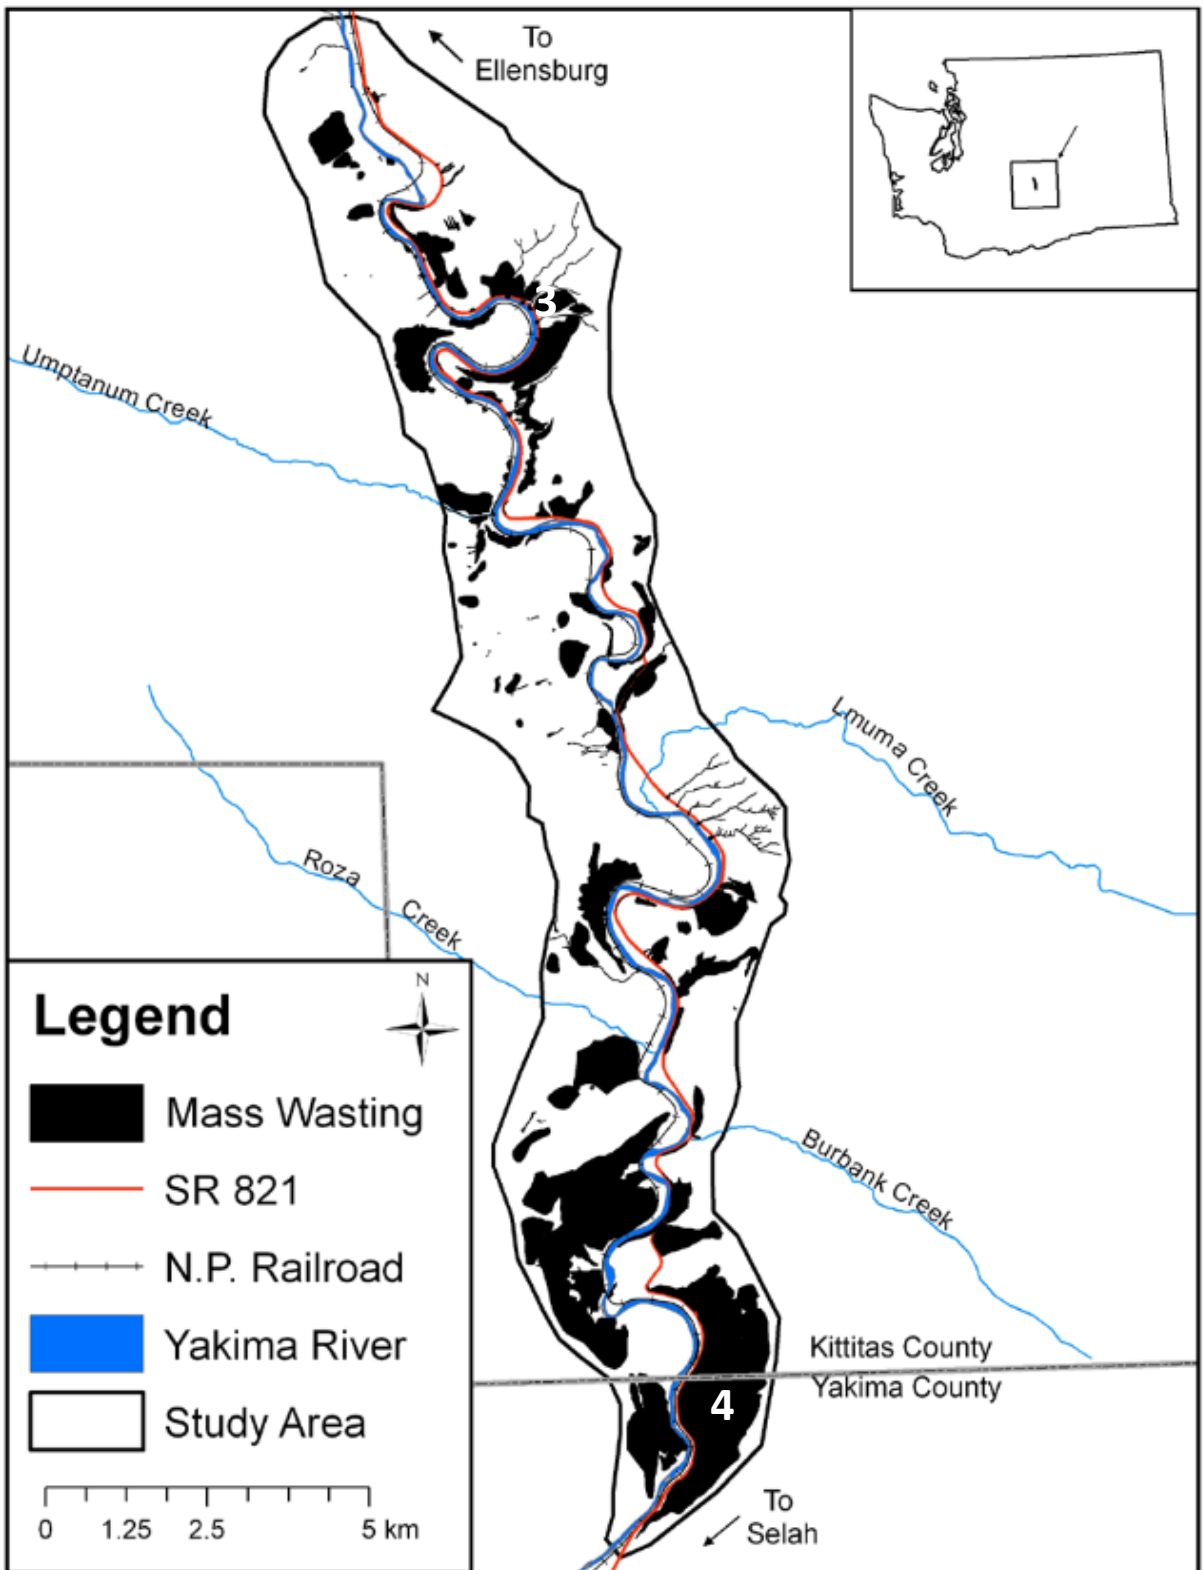 To
Ellensburg
3
Umptanum Creek
Lmuma Creek
Roza
Creek
Legend
N
Mass Wasting
SR 821
N.P. Railroad
Yakima River
Study Area
0 1.25 2.5 5 km
Burbank Creek
Kittitas County
Yakima County
4
To
Selah